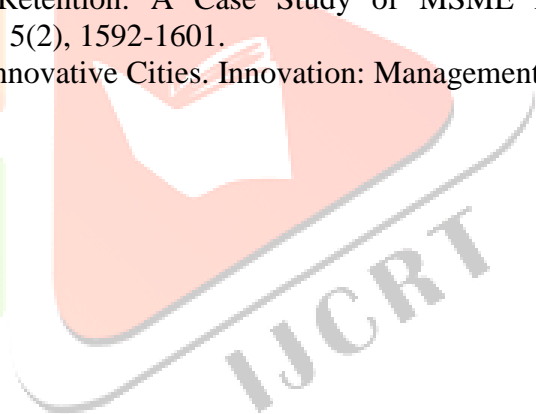 Retention: A Case Study of MSME
5(2), 1592-1601.
nnovative Cities. Innovation: Management
IJCRT